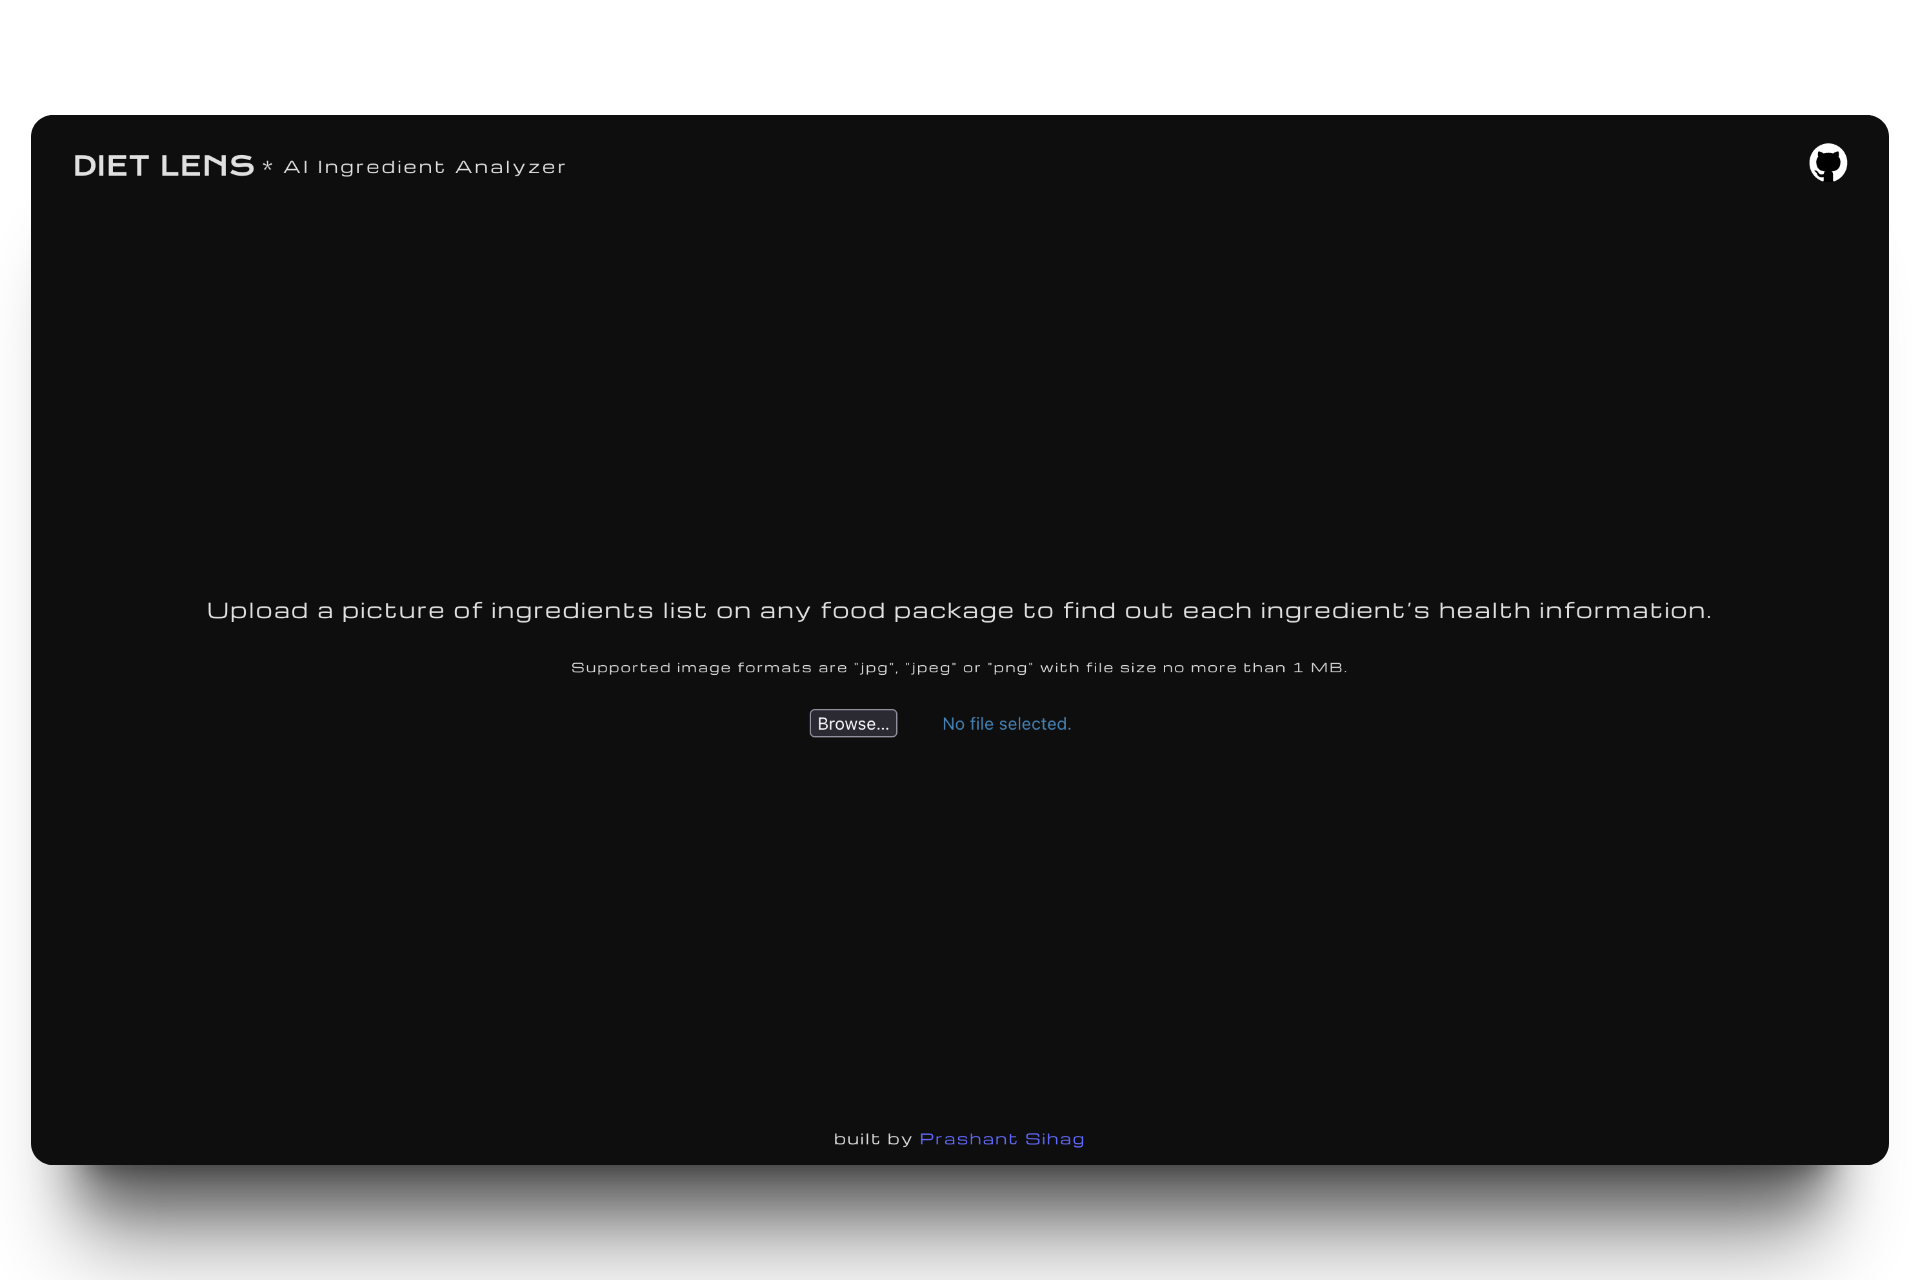 DIET LENS * AI Ingredient Analyzer
Upload a picture of ingredients list on any food package to find out each ingredient's health information.
Supported image formats are "jpg", "jpeg" or "png" with file size no more than 1 MB.
Browse... No file selected.
built by Prashant Sihag